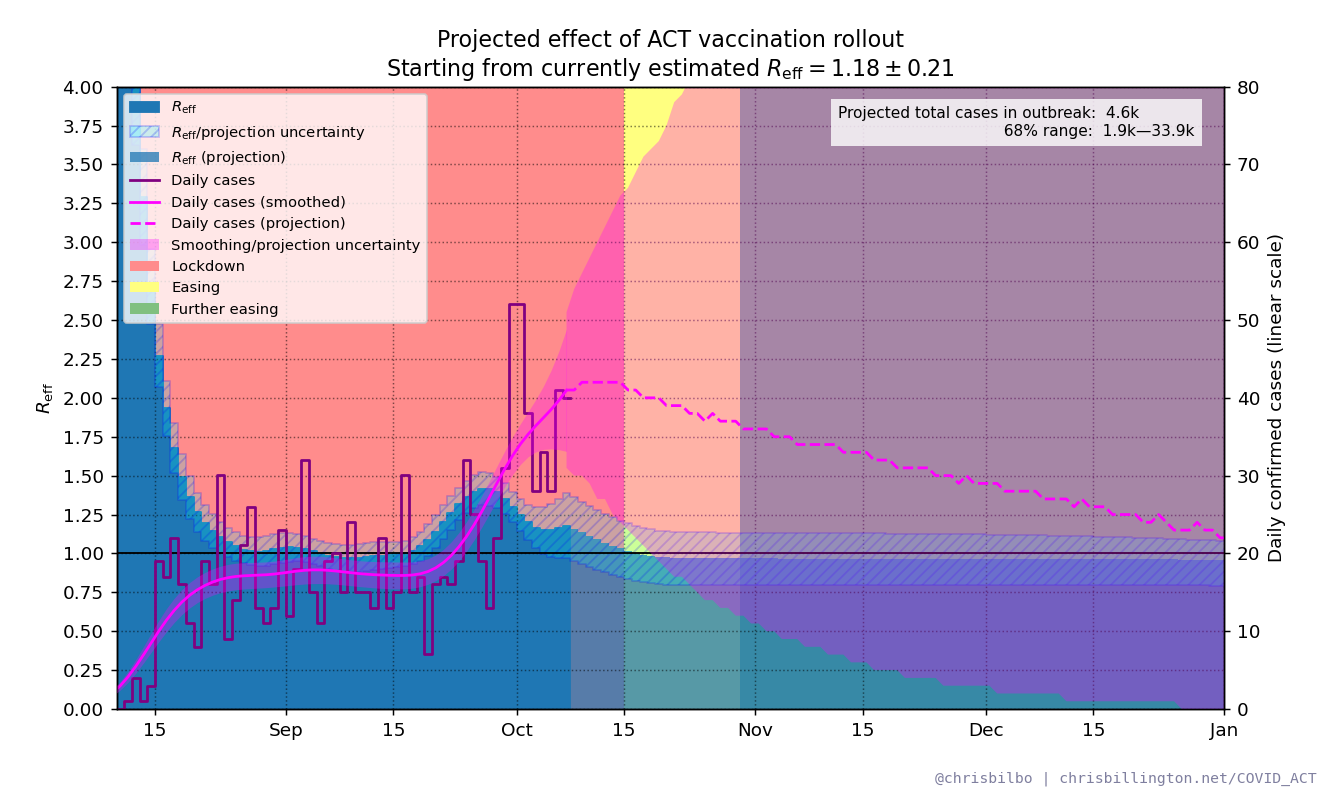 Projected effect of ACT vaccination rollout
Starting from currently estimated R_eff = 1.18 ± 0.21
R_eff
R_eff/projection uncertainty
R_eff (projection)
Daily cases
Daily cases (smoothed)
Daily cases (projection)
Smoothing/projection uncertainty
Lockdown
Easing
Further easing
Projected total cases in outbreak: 4.6k
68% range: 1.9k—33.9k
R_eff
4.00
3.75
3.50
3.25
3.00
2.75
2.50
2.25
2.00
1.75
1.50
1.25
1.00
0.75
0.50
0.25
0.00
80
70
60
50
40
30
20
10
0
Daily confirmed cases (linear scale)
15 Sep 15 Oct 15 Nov 15 Dec 15 Jan
@chrisbilbo | chrisbillington.net/COVID_ACT